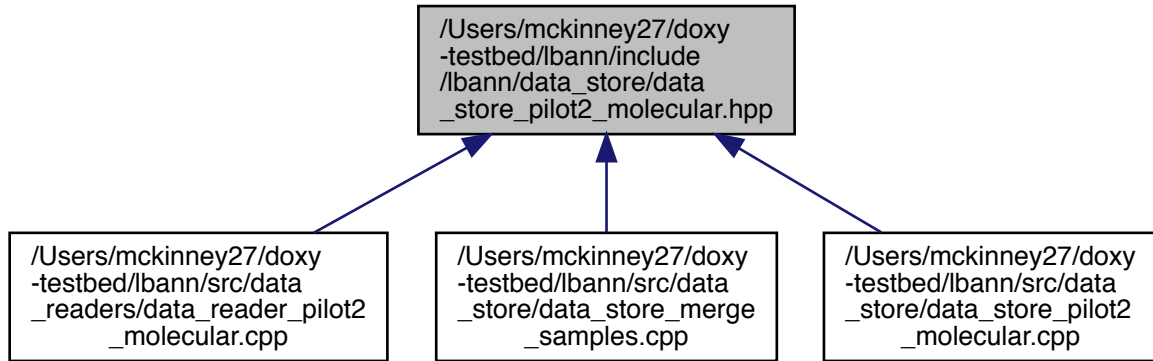 /Users/mckinney27/doxy
-testbed/lbann/include
/lbann/data_store/data
_store_pilot2_molecular.hpp
/Users/mckinney27/doxy
-testbed/lbann/src/data
_readers/data_reader_pilot2
_molecular.cpp
/Users/mckinney27/doxy
-testbed/lbann/src/data
_store/data_store_merge
_samples.cpp
/Users/mckinney27/doxy
-testbed/lbann/src/data
_store/data_store_pilot2
_molecular.cpp